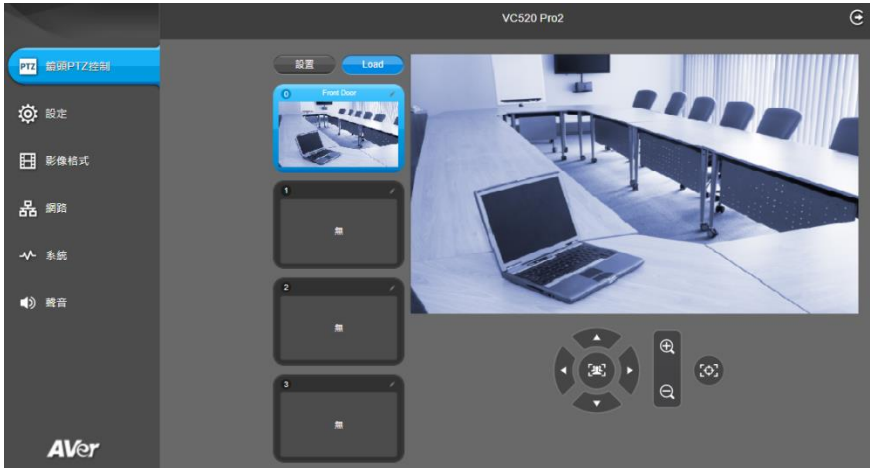 VC520 Pro2
PTZ 鏡頭PTZ控制
設定
影像格式
網路
系統
聲音
AVer
設置 Load
0 Front Door
1
無
2
無
3
無